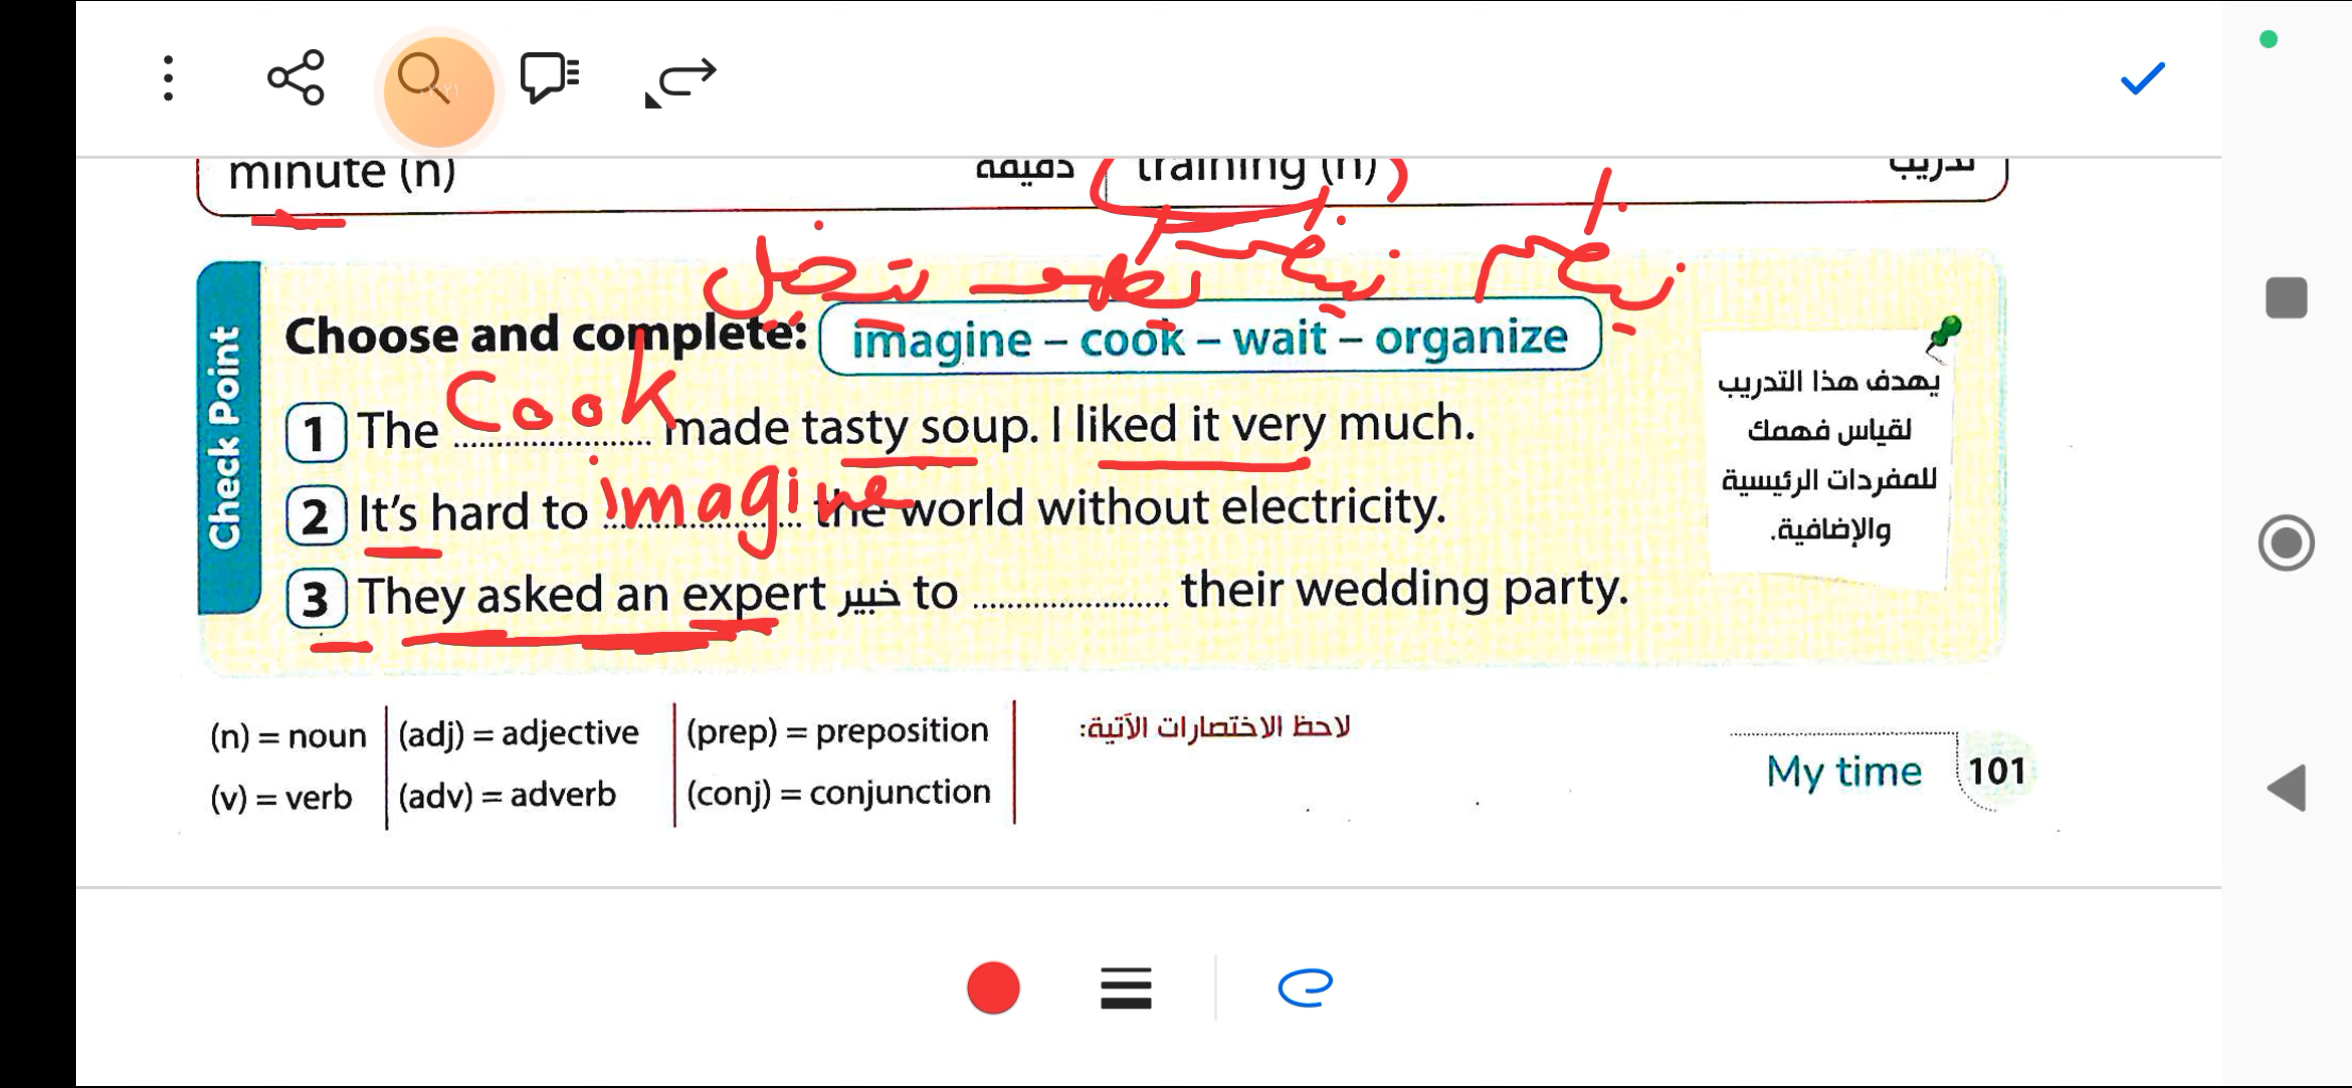 minute (n) دقيقة training (n) تدريب
يتخيل يطهو ينتظر ينظم
Choose and complete: imagine – cook – wait – organize
Check Point
1 The cook made tasty soup. I liked it very much.
2 It's hard to imagine the world without electricity.
3 They asked an expert خبير to ...................... their wedding party.
يهدف هذا التدريب
لقياس فهمك
للمفردات الرئيسية
والإضافية.
(n) = noun (adj) = adjective (prep) = preposition لاحظ الاختصارات الآتية:
(v) = verb (adv) = adverb (conj) = conjunction
My time 101